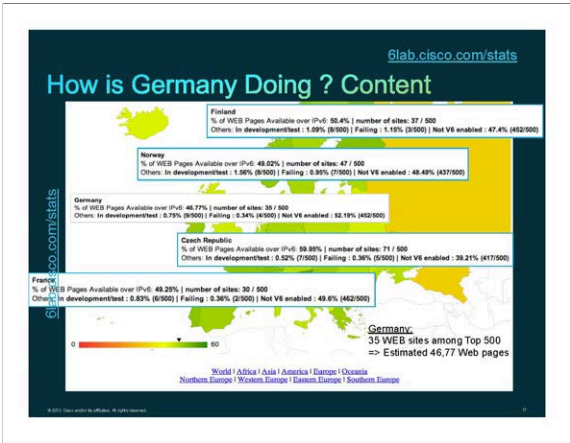 6lab.cisco.com/stats
How is Germany Doing ? Content
Finland
% of WEB Pages Available over IPv6: 50.4% | number of sites: 37 / 500
Others: In development/test : 1.09% (8/500) | Failing : 1.15% (3/500) | Not V6 enabled : 47.4% (452/500)
Norway
% of WEB Pages Available over IPv6: 49.02% | number of sites: 47 / 500
Others: In development/test : 1.56% (8/500) | Failing : 0.95% (7/500) | Not V6 enabled : 48.49% (437/500)
Germany
% of WEB Pages Available over IPv6: 46.77% | number of sites: 35 / 500
Others: In development/test : 0.75% (9/500) | Failing : 0.34% (4/500) | Not V6 enabled : 52.19% (452/500)
Czech Republic
% of WEB Pages Available over IPv6: 59.95% | number of sites: 71 / 500
Others: In development/test : 0.52% (7/500) | Failing : 0.36% (5/500) | Not V6 enabled : 39.21% (417/500)
France
% of WEB Pages Available over IPv6: 49.25% | number of sites: 30 / 500
Others: In development/test : 0.83% (6/500) | Failing : 0.36% (2/500) | Not V6 enabled : 49.6% (462/500)
6lab.cisco.com/stats
Germany:
35 WEB sites among Top 500
=> Estimated 46,77 Web pages
0 60
World | Africa | Asia | America | Europe | Oceania
Northern Europe | Western Europe | Eastern Europe | Southern Europe
© 2012 Cisco and/or its affiliates. All rights reserved.